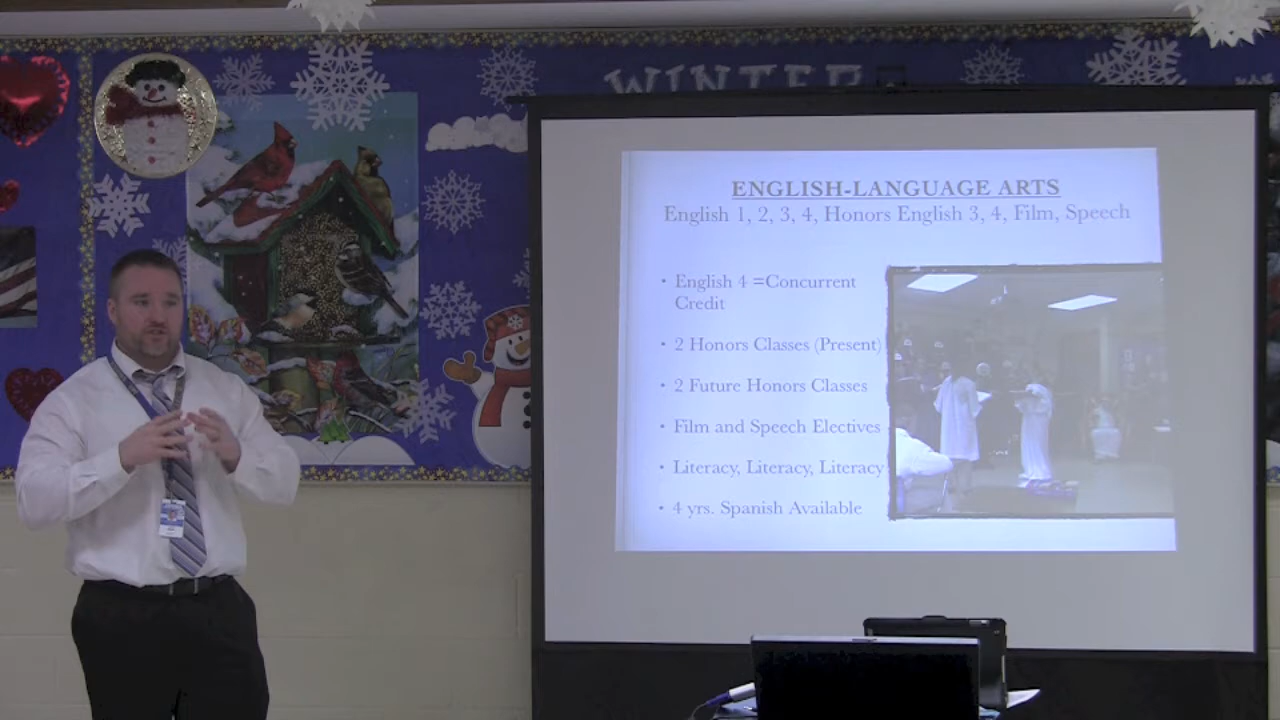 WINTER
ENGLISH-LANGUAGE ARTS
English 1, 2, 3, 4, Honors English 3, 4, Film, Speech
• English 4 =Concurrent
Credit
• 2 Honors Classes (Present)
• 2 Future Honors Classes
• Film and Speech Electives
• Literacy, Literacy, Literacy
• 4 yrs. Spanish Available